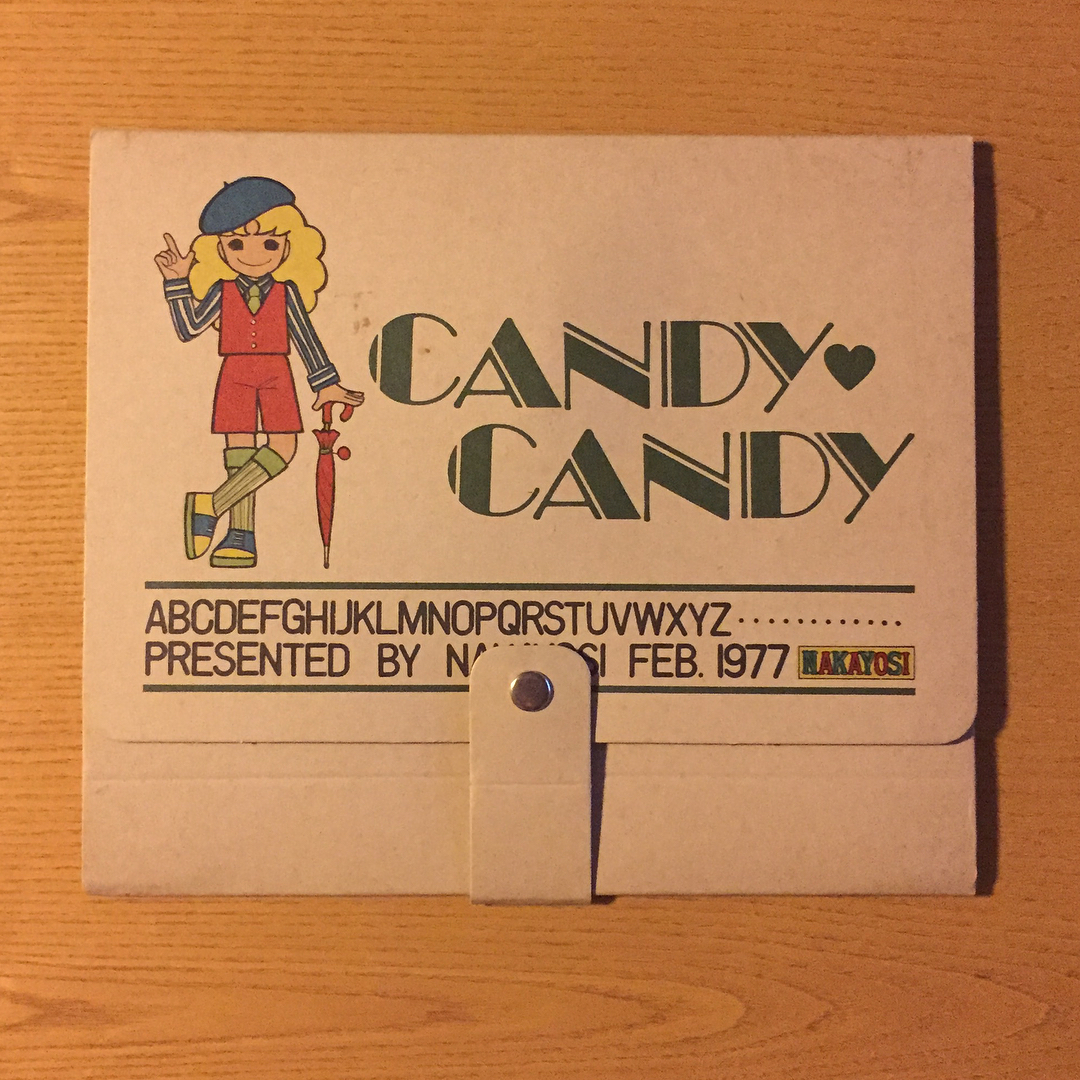 CANDY♥
CANDY
ABCDEFGHIJKLMNOPQRSTUVWXYZ............
PRESENTED BY FEB. 1977 NAKAYOSI